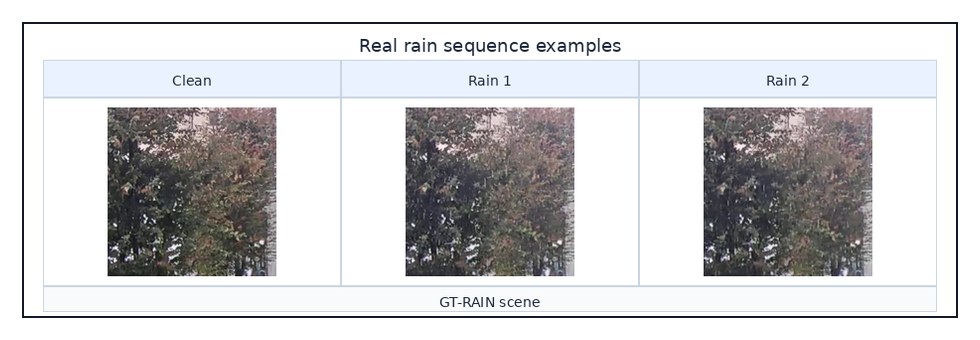 Real rain sequence examples
Clean
Rain 1
Rain 2
GT-RAIN scene